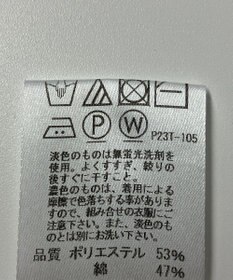 P W P23T-105
淡色のものは無蛍光洗剤を
使用。よくすすぎ、絞りの
後すぐに干すこと。
濃色のものは、着用による
摩擦で色落ちする事があります
ので、組み合せの衣服にご
注意下さい。また、淡色のも
のとは別にお洗い下さい。
品質 ポリエステル 53%
綿 47%